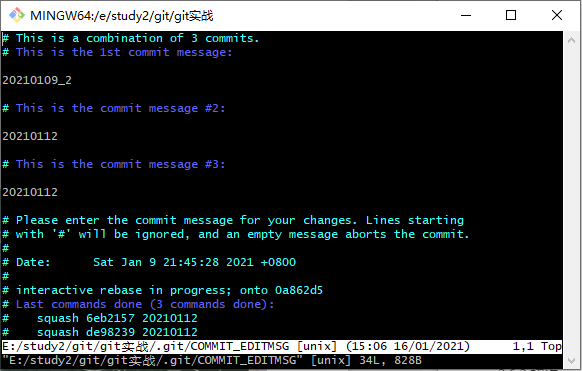 MINGW64:/e/study2/git/git实战
# This is a combination of 3 commits.
# This is the 1st commit message:
20210109_2
# This is the commit message #2:
20210112
# This is the commit message #3:
20210112
# Please enter the commit message for your changes. Lines starting
# with '#' will be ignored, and an empty message aborts the commit.
#
# Date:      Sat Jan 9 21:45:28 2021 +0800
#
# interactive rebase in progress; onto 0a862d5
# Last commands done (3 commands done):
#    squash 6eb2157 20210112
#    squash de98239 20210112
E:/study2/git/git实战/.git/COMMIT_EDITMSG [unix] (15:06 16/01/2021)      1,1 Top
"E:/study2/git/git实战/.git/COMMIT_EDITMSG" [unix] 34L, 828B